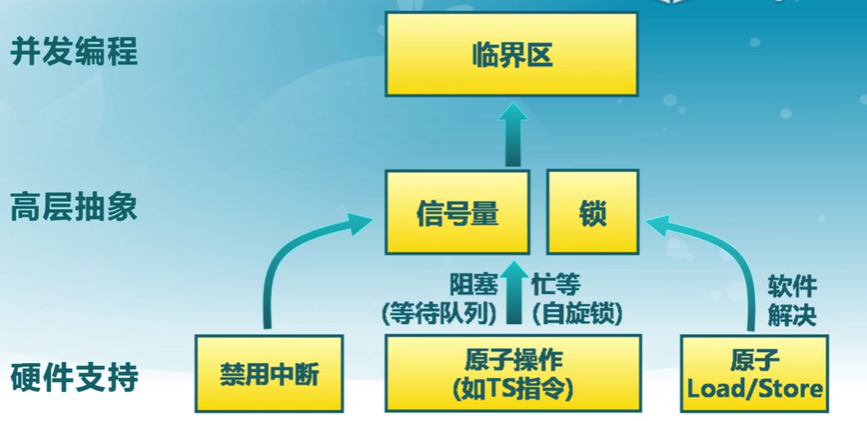 并发编程
临界区
高层抽象
信号量
锁
阻塞
(等待队列)
忙等
(自旋锁)
软件
解决
硬件支持
禁用中断
原子操作
(如TS指令)
原子
Load/Store